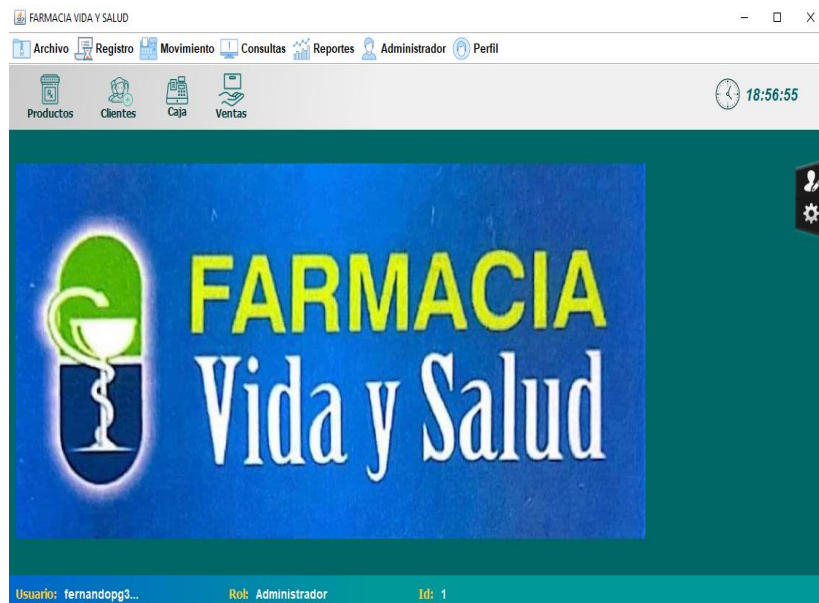 FARMACIA VIDA Y SALUD
Archivo Registro Movimiento Consultas Reportes Administrador Perfil
Productos Clientes Caja Ventas
18:56:55
FARMACIA
Vida y Salud
Usuario: fernandopg3... Rol: Administrador Id: 1